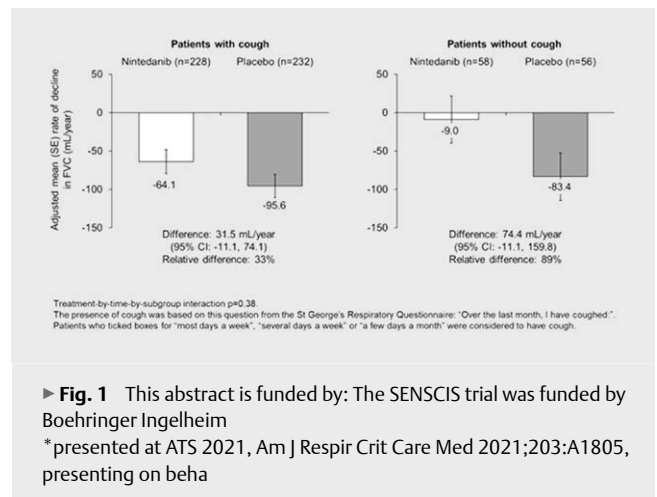 Patients with cough
Nintedanib (n=228) Placebo (n=232)
Patients without cough
Nintedanib (n=58) Placebo (n=56)
Adjusted mean (SE) rate of decline
in FVC (mL/year)
50
0
-50
-100
-150
-64.1
-95.6
50
0
-50
-100
-150
-9.0
-83.4
Difference: 31.5 mL/year
(95% CI: -11.1, 74.1)
Relative difference: 33%
Difference: 74.4 mL/year
(95% CI: -11.1, 159.8)
Relative difference: 89%
Treatment-by-time-by-subgroup interaction p=0.38.
The presence of cough was based on this question from the St George's Respiratory Questionnaire: "Over the last month, I have coughed:".
Patients who ticked boxes for "most days a week", "several days a week" or "a few days a month" were considered to have cough.
▶ Fig. 1 This abstract is funded by: The SENSCIS trial was funded by
Boehringer Ingelheim
*presented at ATS 2021, Am J Respir Crit Care Med 2021;203:A1805,
presenting on beha